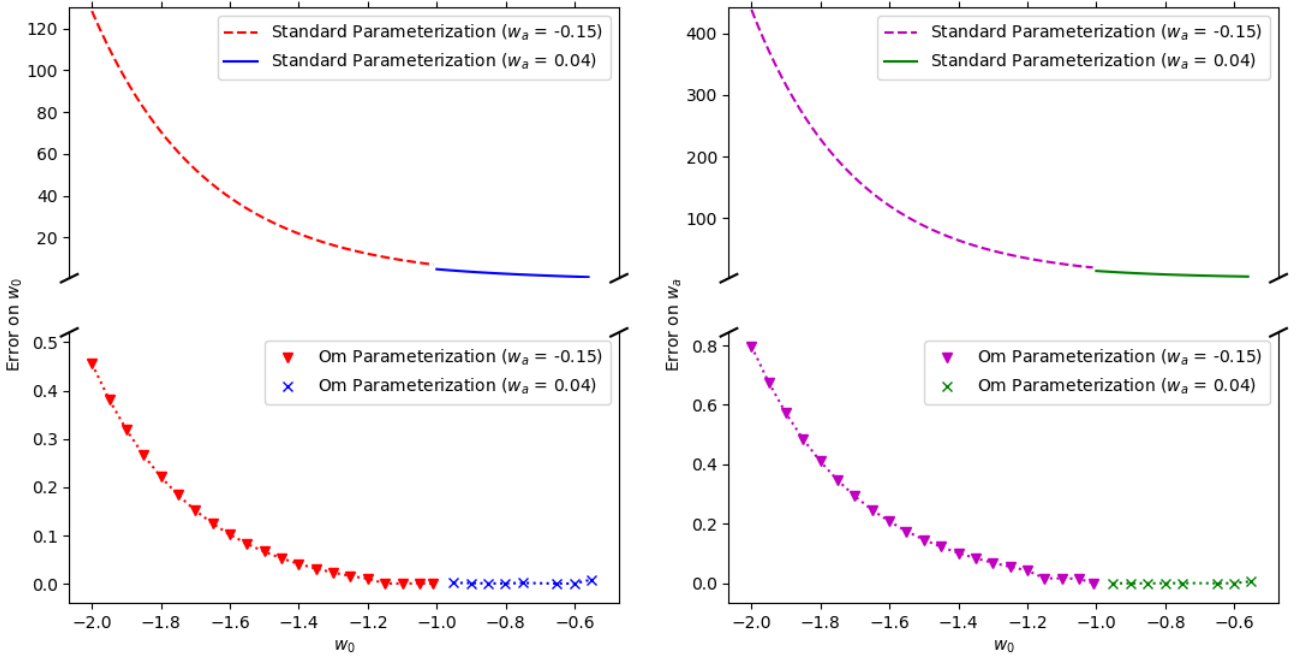 120
100
80
60
40
20
Standard Parameterization (w_a = -0.15)
Standard Parameterization (w_a = 0.04)
Error on w_0
0.5
0.4
0.3
0.2
0.1
0.0
Om Parameterization (w_a = -0.15)
Om Parameterization (w_a = 0.04)
−2.0 −1.8 −1.6 −1.4 −1.2 −1.0 −0.8 −0.6
w_0
400
300
200
100
Standard Parameterization (w_a = -0.15)
Standard Parameterization (w_a = 0.04)
Error on w_a
0.8
0.6
0.4
0.2
0.0
Om Parameterization (w_a = -0.15)
Om Parameterization (w_a = 0.04)
−2.0 −1.8 −1.6 −1.4 −1.2 −1.0 −0.8 −0.6
w_0